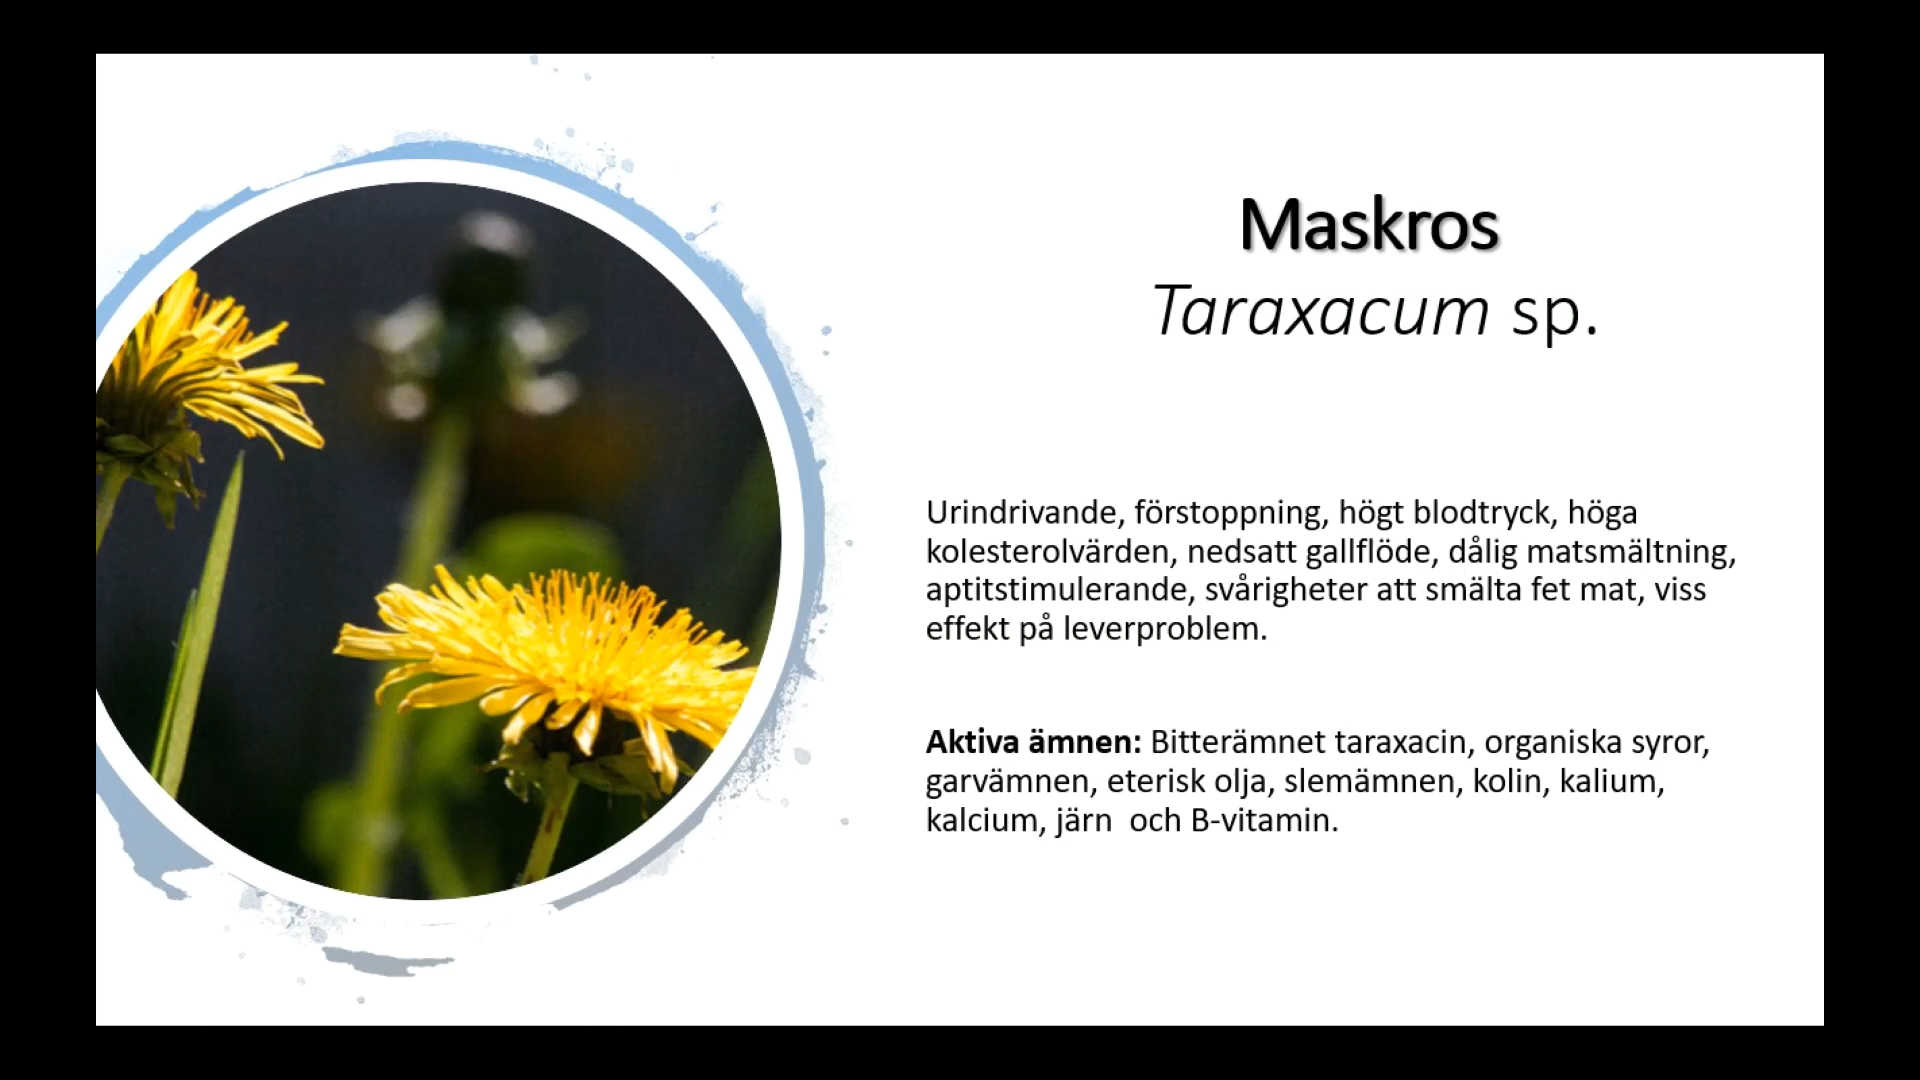 Maskros
Taraxacum sp.
Urindrivande, förstoppning, högt blodtryck, höga
kolesterolvärden, nedsatt gallflöde, dålig matsmältning,
aptitstimulerande, svårigheter att smälta fet mat, viss
effekt på leverproblem.
Aktiva ämnen: Bitterämnet taraxacin, organiska syror,
garvämnen, eterisk olja, slemämnen, kolin, kalium,
kalcium, järn  och B-vitamin.